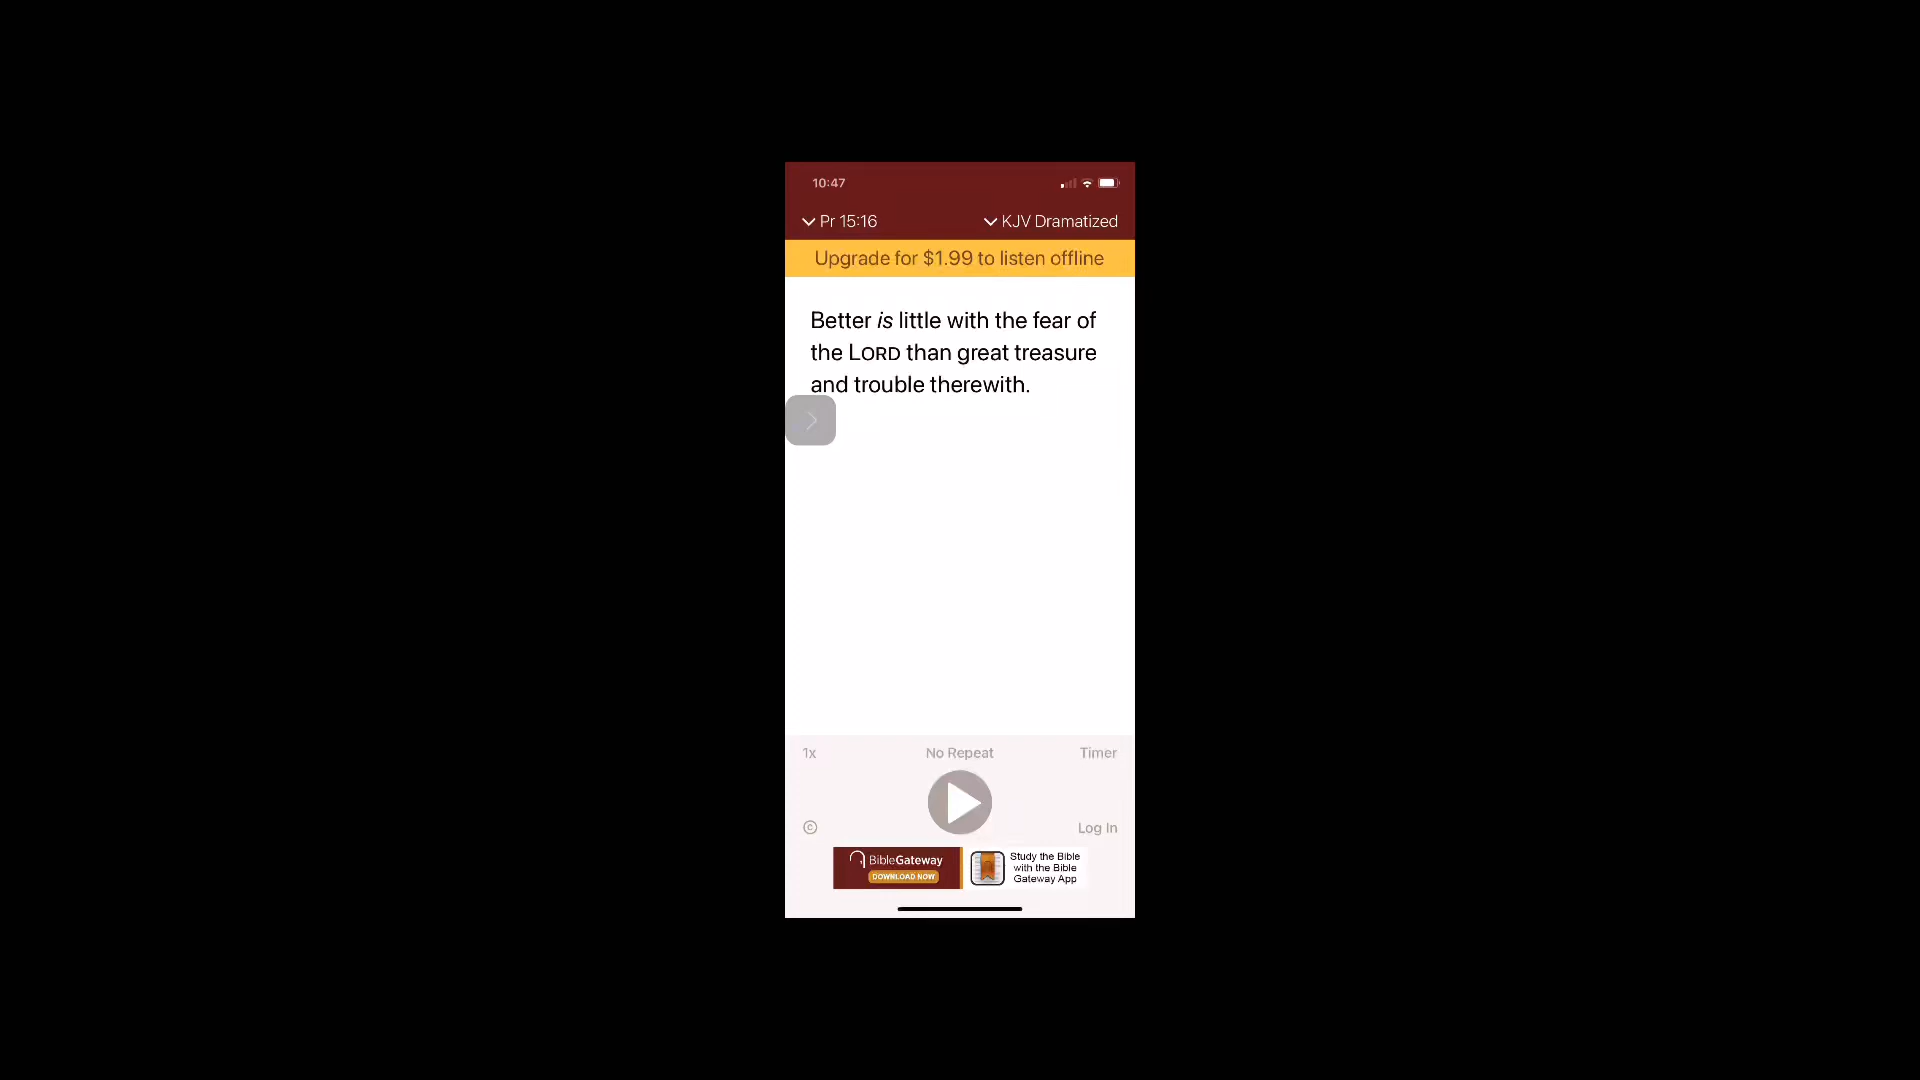 10:47
Pr 15:16
KJV Dramatized
Upgrade for $1.99 to listen offline
Better is little with the fear of
the LORD than great treasure
and trouble therewith.
1x
No Repeat
Timer
©
Log In
BibleGateway
DOWNLOAD NOW
Study the Bible
with the Bible
Gateway App